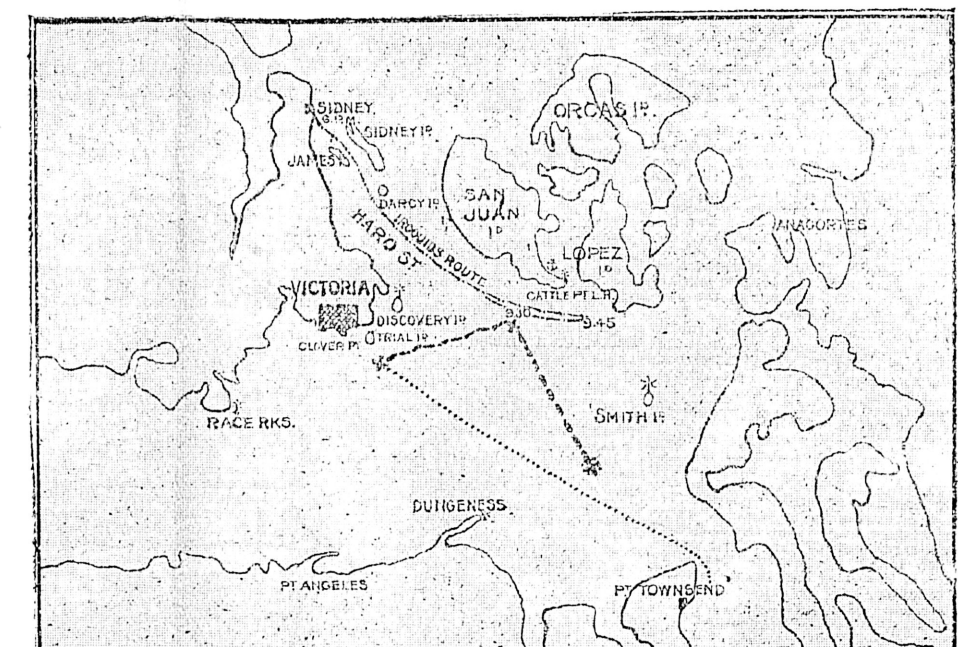 SIDNEY
SIDNEY ID.
ORCAS ID.
JAMES ID
DARCY ID
SAN
JUAN
ID
HARO ST
IROQUOIS ROUTE
LOPEZ
ID
ANACORTES
VICTORIA
CATTLE PT L.H.
9.30
9.45
DISCOVERY ID
TRIAL ID
CLOVER PT
SMITH ID
RACE RKS.
DUNGENESS
PT ANGELES
PT TOWNSEND